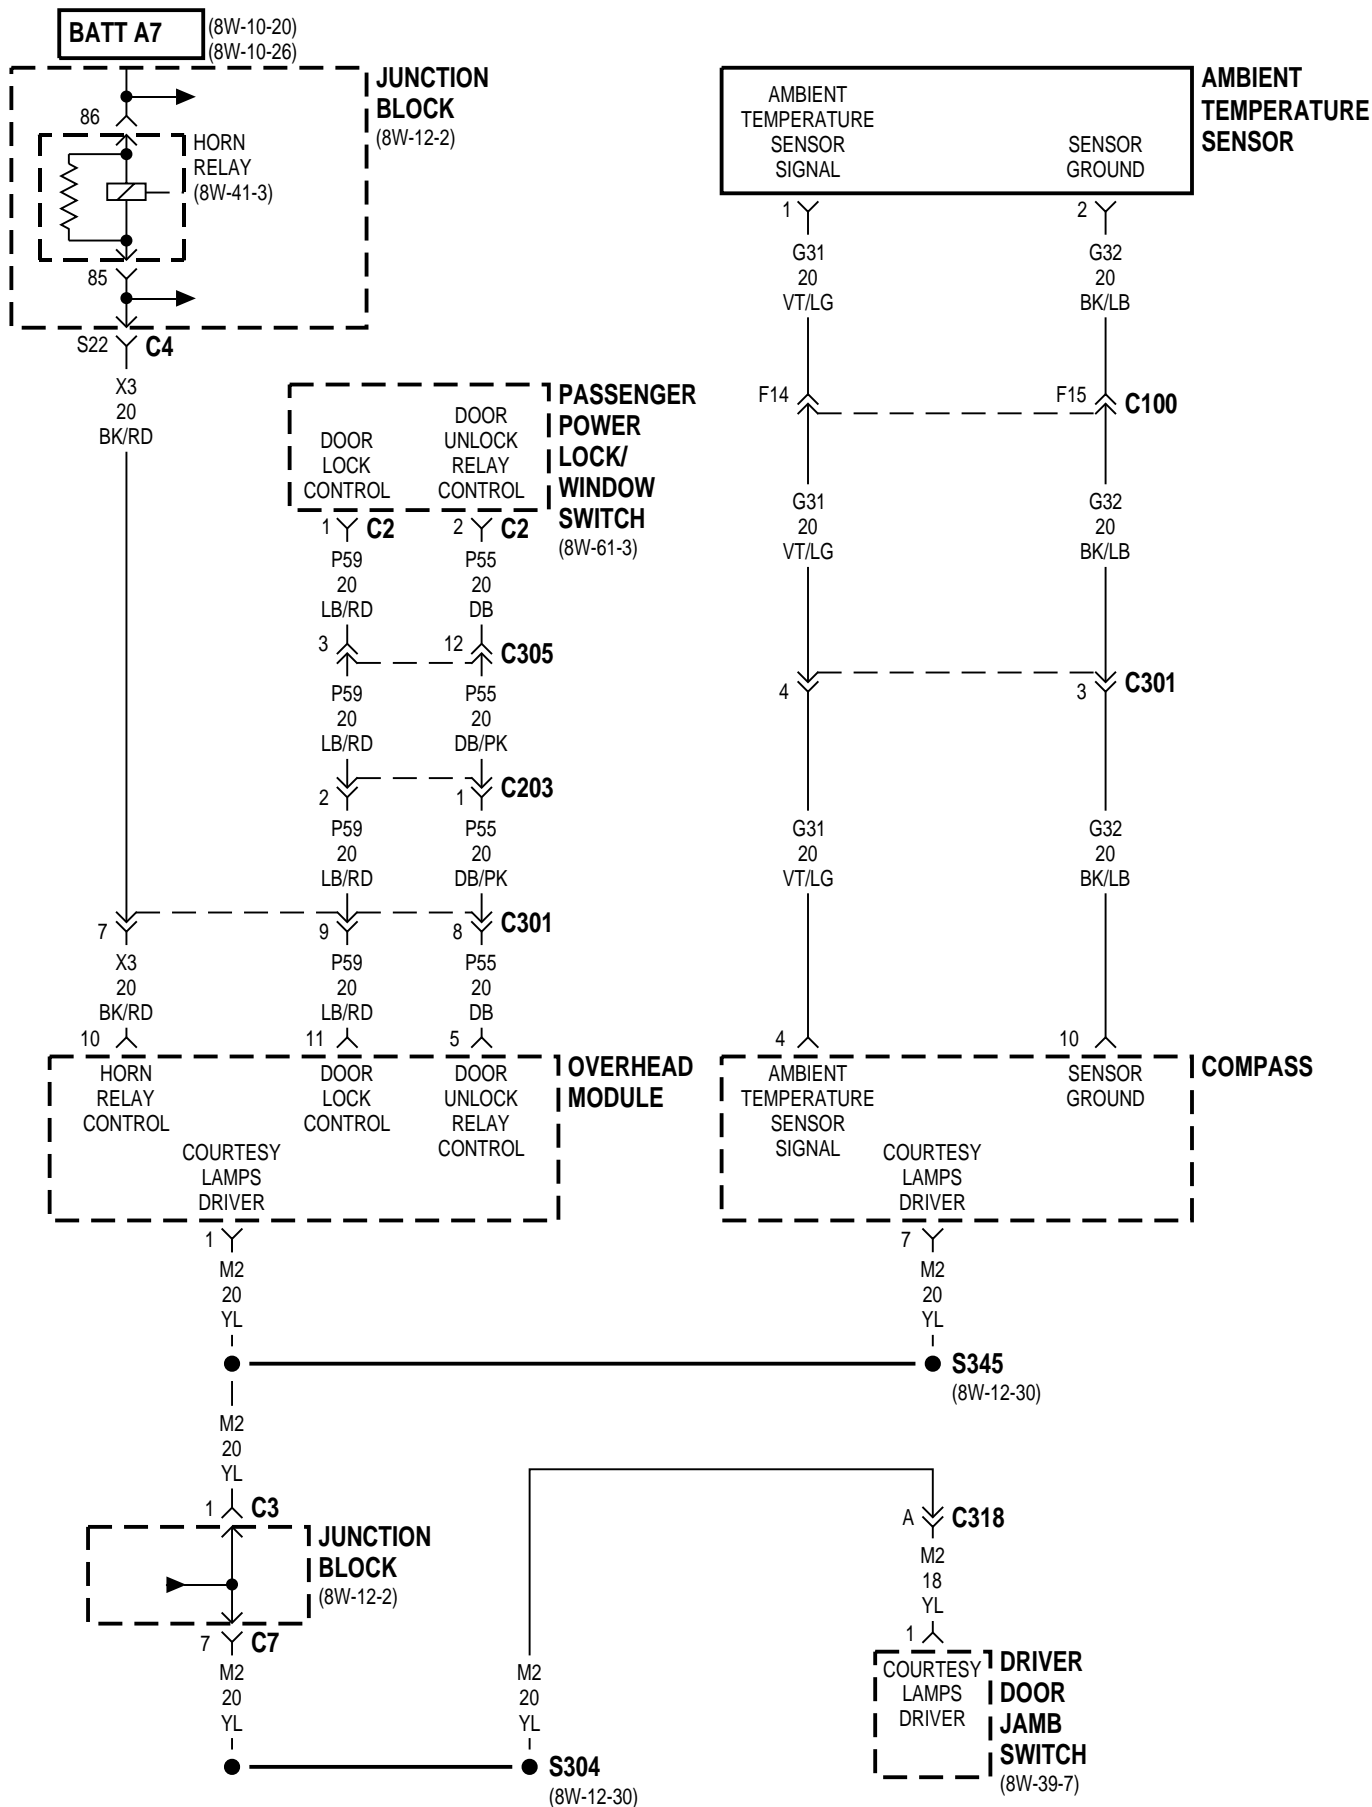 BATT A7
(8W-10-20)
(8W-10-26)
JUNCTION
BLOCK
(8W-12-2)
86
HORN
RELAY
(8W-41-3)
85
S22
C4
X3
20
BK/RD
AMBIENT
TEMPERATURE
SENSOR
SIGNAL
SENSOR
GROUND
AMBIENT
TEMPERATURE
SENSOR
1
2
G31
20
VT/LG
G32
20
BK/LB
F14
F15
C100
G31
20
VT/LG
G32
20
BK/LB
4
3
C301
G31
20
VT/LG
G32
20
BK/LB
DOOR
LOCK
CONTROL
DOOR
UNLOCK
RELAY
CONTROL
PASSENGER
POWER
LOCK/
WINDOW
SWITCH
(8W-61-3)
1
C2
2
C2
P59
20
LB/RD
P55
20
DB
3
12
C305
P59
20
LB/RD
P55
20
DB/PK
2
1
C203
P59
20
LB/RD
P55
20
DB/PK
7
9
8
C301
X3
20
BK/RD
P59
20
LB/RD
P55
20
DB
10
11
5
HORN
RELAY
CONTROL
DOOR
LOCK
CONTROL
DOOR
UNLOCK
RELAY
CONTROL
COURTESY
LAMPS
DRIVER
OVERHEAD
MODULE
4
10
AMBIENT
TEMPERATURE
SENSOR
SIGNAL
SENSOR
GROUND
COURTESY
LAMPS
DRIVER
COMPASS
1
M2
20
YL
7
M2
20
YL
S345
(8W-12-30)
M2
20
YL
1
C3
JUNCTION
BLOCK
(8W-12-2)
7
C7
M2
20
YL
M2
20
YL
S304
(8W-12-30)
A
C318
M2
18
YL
1
COURTESY
LAMPS
DRIVER
DRIVER
DOOR
JAMB
SWITCH
(8W-39-7)